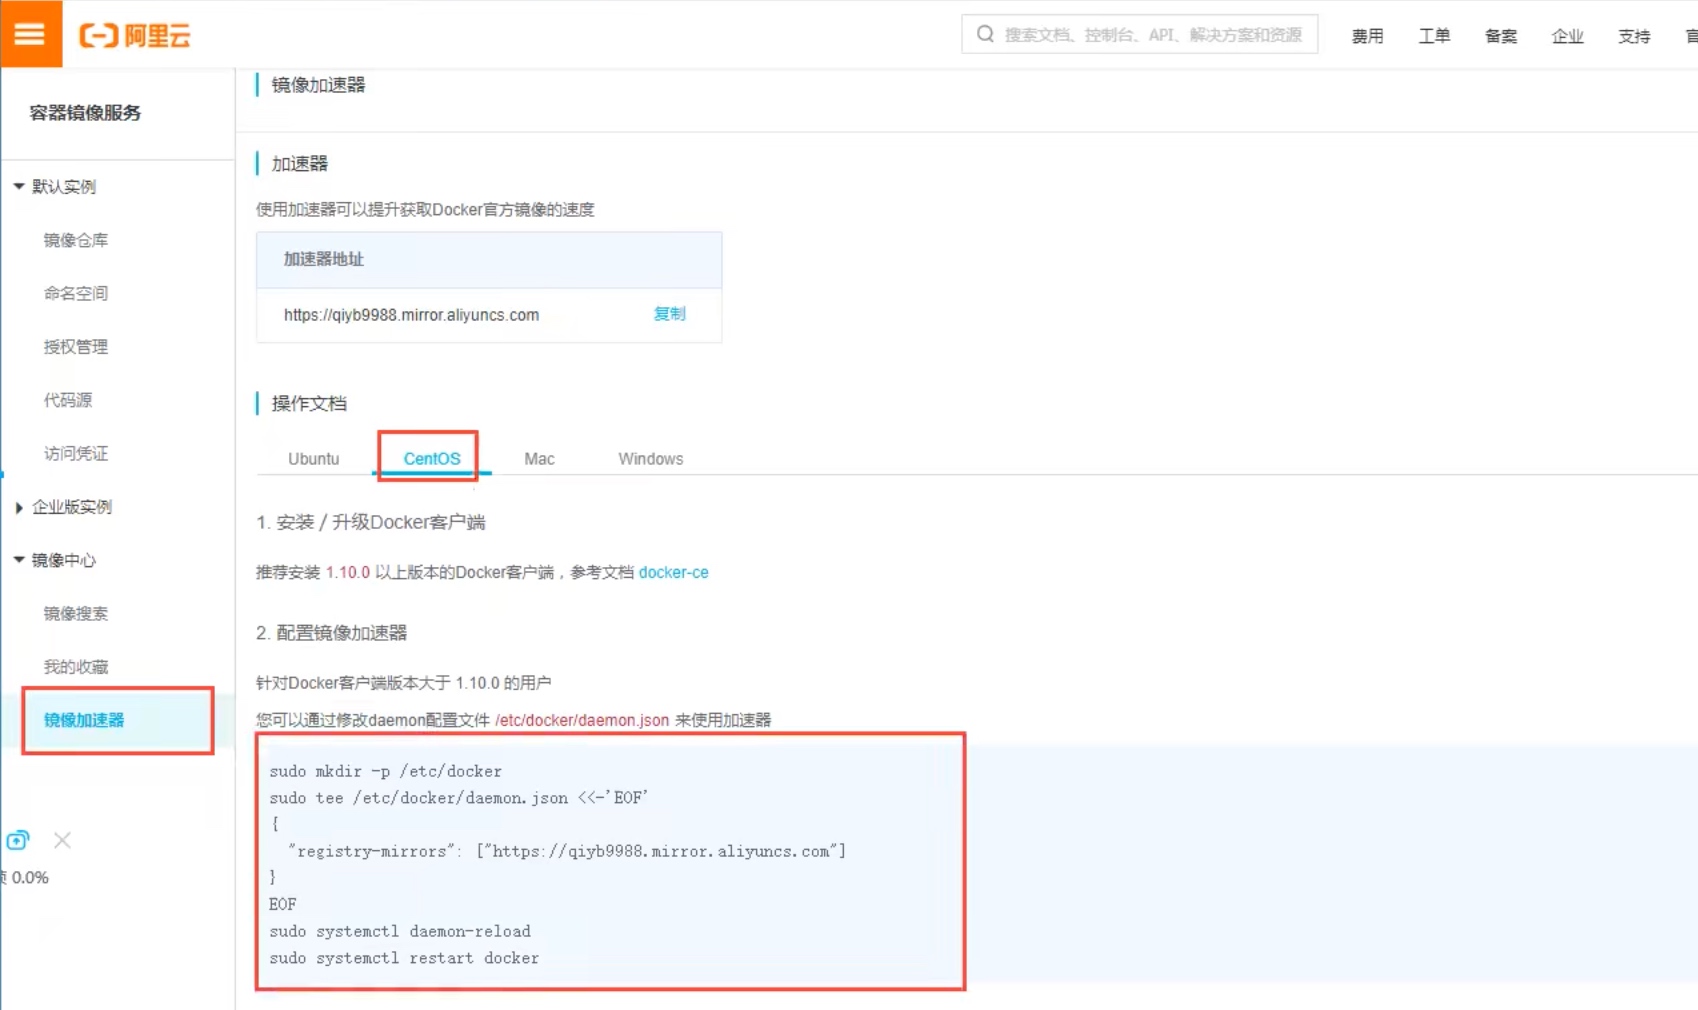 阿里云
搜索文档、控制台、API、解决方案和资源
费用
工单
备案
企业
支持
容器镜像服务
默认实例
镜像仓库
命名空间
授权管理
代码源
访问凭证
企业版实例
镜像中心
镜像搜索
我的收藏
镜像加速器
0.0%
镜像加速器
加速器
使用加速器可以提升获取Docker官方镜像的速度
加速器地址
https://qiyb9988.mirror.aliyuncs.com 复制
操作文档
Ubuntu CentOS Mac Windows
1. 安装 / 升级Docker客户端
推荐安装 1.10.0 以上版本的Docker客户端，参考文档 docker-ce
2. 配置镜像加速器
针对Docker客户端版本大于 1.10.0 的用户
您可以通过修改daemon配置文件 /etc/docker/daemon.json 来使用加速器
sudo mkdir -p /etc/docker
sudo tee /etc/docker/daemon.json <<-'EOF'
{
"registry-mirrors": ["https://qiyb9988.mirror.aliyuncs.com"]
}
EOF
sudo systemctl daemon-reload
sudo systemctl restart docker